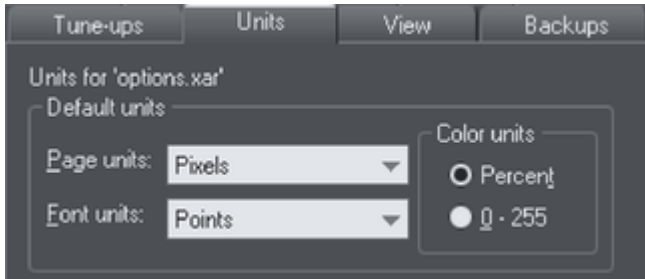 Tune-ups Units View Backups
Units for 'options.xar'
Default units
Color units
Page units: Pixels
Percent
Font units: Points
0 - 255